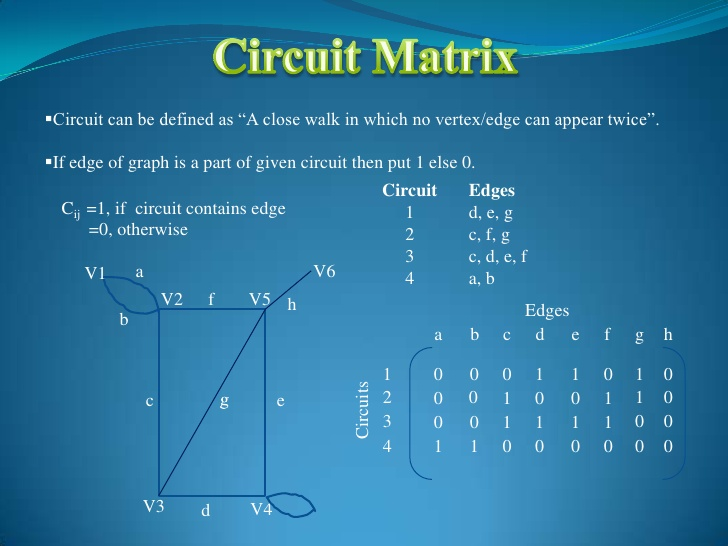 Circuit Matrix
▪Circuit can be defined as “A close walk in which no vertex/edge can appear twice”.
▪If edge of graph is a part of given circuit then put 1 else 0.
Cij =1, if circuit contains edge
=0, otherwise
Circuit Edges
1 d, e, g
2 c, f, g
3 c, d, e, f
4 a, b
V1 a V6
V2 f V5 h
b
c g e
V3 d V4
Edges
a b c d e f g h
Circuits
1 0 0 0 1 1 0 1 0
2 0 0 1 0 0 1 1 0
3 0 0 1 1 1 1 0 0
4 1 1 0 0 0 0 0 0